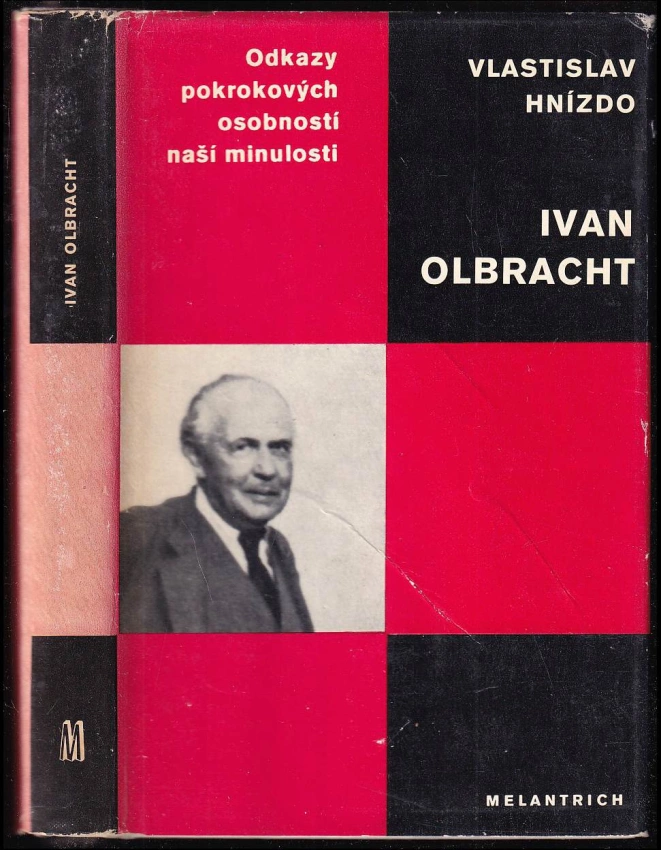 IVAN OLBRACHT
M
Odkazy
pokrokových
osobností
naší minulosti
VLASTISLAV
HNÍZDO
IVAN
OLBRACHT
MELANTRICH